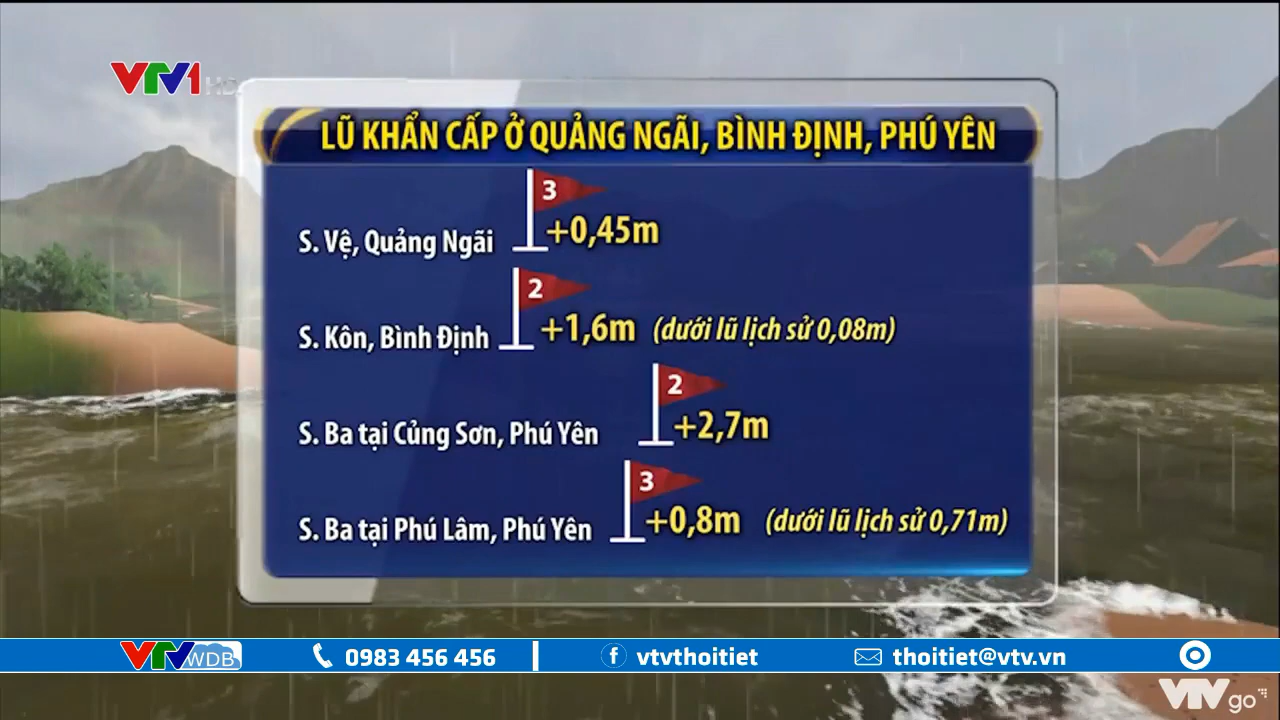 VTV1 HD
LŨ KHẨN CẤP Ở QUẢNG NGÃI, BÌNH ĐỊNH, PHÚ YÊN
3
S. Vệ, Quảng Ngãi +0,45m
2
S. Kôn, Bình Định +1,6m (dưới lũ lịch sử 0,08m)
2
S. Ba tại Củng Sơn, Phú Yên +2,7m
3
S. Ba tại Phú Lâm, Phú Yên +0,8m (dưới lũ lịch sử 0,71m)
VTV WDB 0983 456 456 vtvthoitiet thoitiet@vtv.vn
VTV go